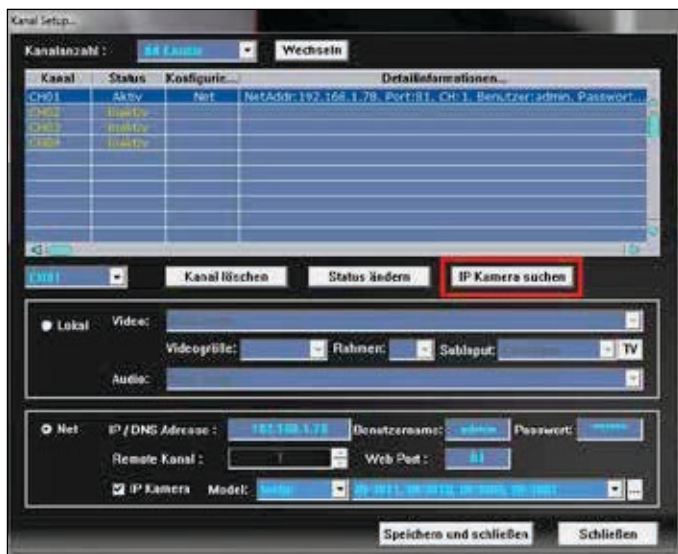 Kanal Setup...
Kanalanzahl : 04 Kanäle Wechseln
Kanal Status Konfigurie... Detailinformationen...
CH01 Aktiv Net NetAddr:192.168.1.78, Port:81, CH:1, Benutzer:admin, Passwort...
CH02 Inaktiv
CH03 Inaktiv
CH04 Inaktiv
CH01 Kanal löschen Status ändern IP Kamera suchen
Lokal Video:
Videogröße: Rahmen: SubInput: TV
Audio:
Net IP / DNS Adresse : 192.168.1.78 Benutzername: admin Passwort: ******
Remote Kanal : 1 Web Port : 81
IP Kamera Model: ...
Speichern und schließen Schließen